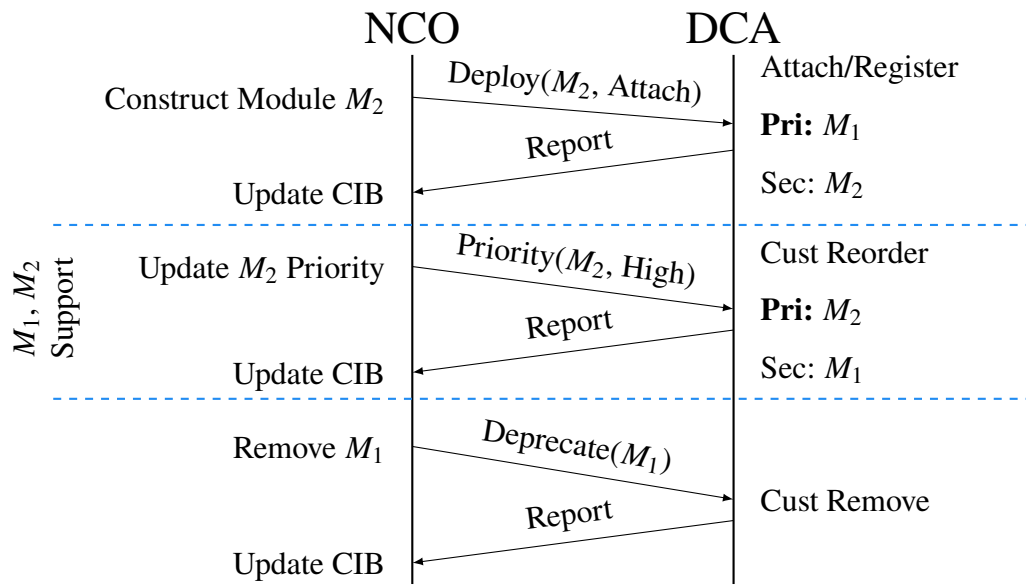 NCO DCA
Attach/Register
Deploy(M₂, Attach)
Construct Module M₂
Pri: M₁
Report
Sec: M₂
Update CIB
Priority(M₂, High)
Cust Reorder
Update M₂ Priority
M₁, M₂
Support
Pri: M₂
Report
Sec: M₁
Update CIB
Deprecate(M₁)
Remove M₁
Cust Remove
Report
Update CIB